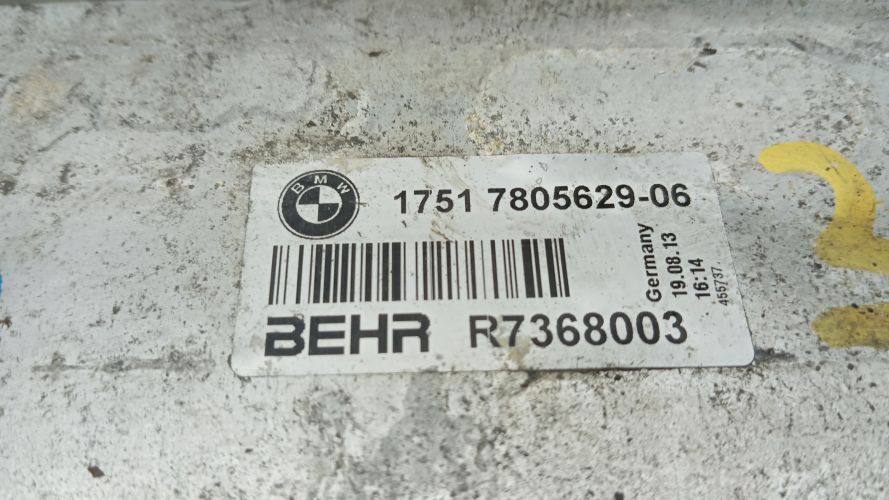 BMW
1751 7805629-06
Germany
19.08.13
16:14
455737
BEHR R7368003